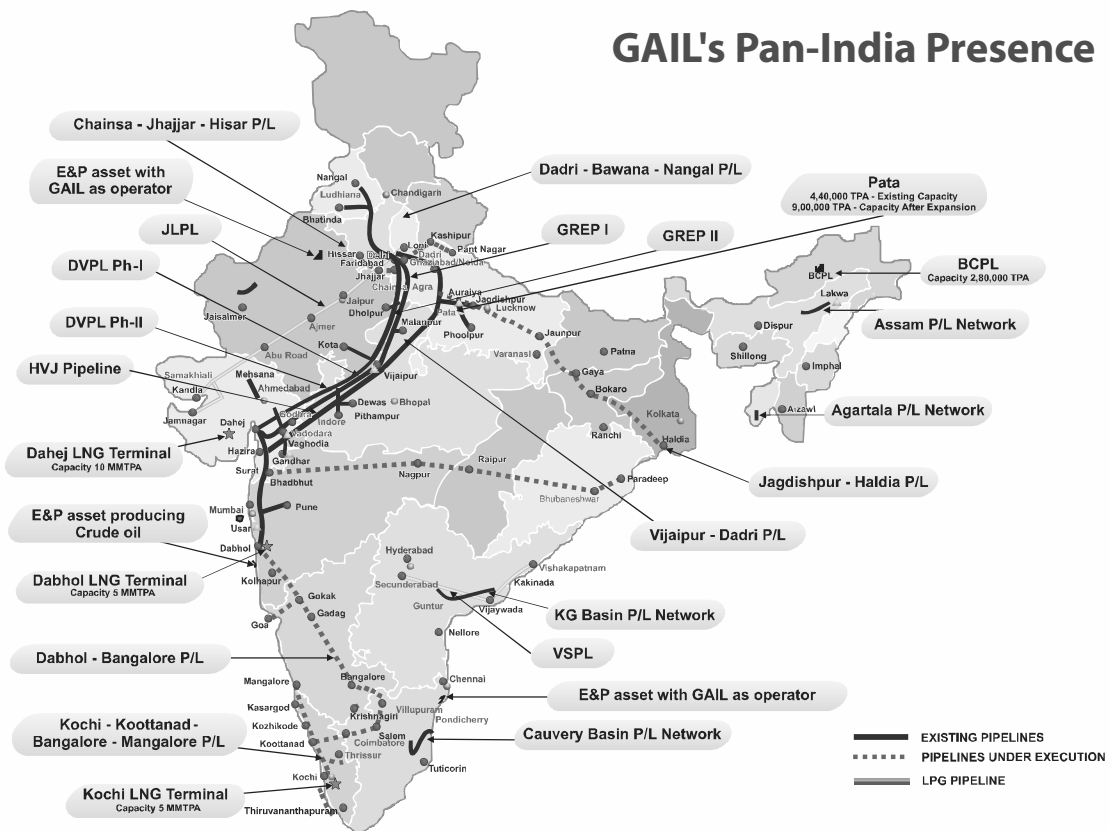 GAIL's Pan-India Presence
Chainsa - Jhajjar - Hisar P/L
E&P asset with
GAIL as operator
JLPL
DVPL Ph-I
DVPL Ph-II
HVJ Pipeline
Dahej LNG Terminal
Capacity 10 MMTPA
E&P asset producing
Crude oil
Dabhol LNG Terminal
Capacity 5 MMTPA
Dabhol - Bangalore P/L
Kochi - Koottanad -
Bangalore - Mangalore P/L
Kochi LNG Terminal
Capacity 5 MMTPA
Dadri - Bawana - Nangal P/L
GREP I
GREP II
Pata
4,40,000 TPA - Existing Capacity
9,00,000 TPA - Capacity After Expansion
BCPL
Capacity 2,80,000 TPA
Assam P/L Network
Agartala P/L Network
Jagdishpur - Haldia P/L
Vijaipur - Dadri P/L
KG Basin P/L Network
VSPL
E&P asset with GAIL as operator
Cauvery Basin P/L Network
EXISTING PIPELINES
PIPELINES UNDER EXECUTION
LPG PIPELINE
Nangal
Ludhiana
Chandigarh
Bhatinda
Kashipur
Loni
Pant Nagar
Hissar
Delhi
Dadri
Faridabad
Ghaziabad/Noida
Jhajjar
Chainsa
Agra
Auraiya
Jagdishpur
Lucknow
Jaipur
Dholpur
Pata
Jaisalmer
Ajmer
Malanpur
Phoolpur
Jaunpur
Kota
Abu Road
Varanasi
Patna
Samakhiali
Kandla
Mehsana
Ahmedabad
Vijaipur
Gaya
Bokaro
Jamnagar
Dahej
Godhra
Indore
Dewas
Bhopal
Pithampur
Kolkata
Vadodara
Vaghodia
Ranchi
Haldia
Hazira
Gandhar
Surat
Bhadbhut
Nagpur
Raipur
Paradeep
Bhubaneshwar
Mumbai
Usar
Pune
Dabhol
Kolhapur
Hyderabad
Secunderabad
Vishakapatnam
Kakinada
Guntur
Vijaywada
Gokak
Gadag
Goa
Nellore
Mangalore
Bangalore
Chennai
Kasargod
Krishnagiri
Villupuram
Pondicherry
Kozhikode
Koottanad
Salem
Coimbatore
Thrissur
Tuticorin
Kochi
Thiruvananthapuram
BCPL
Lakwa
Dispur
Shillong
Imphal
Aizawl